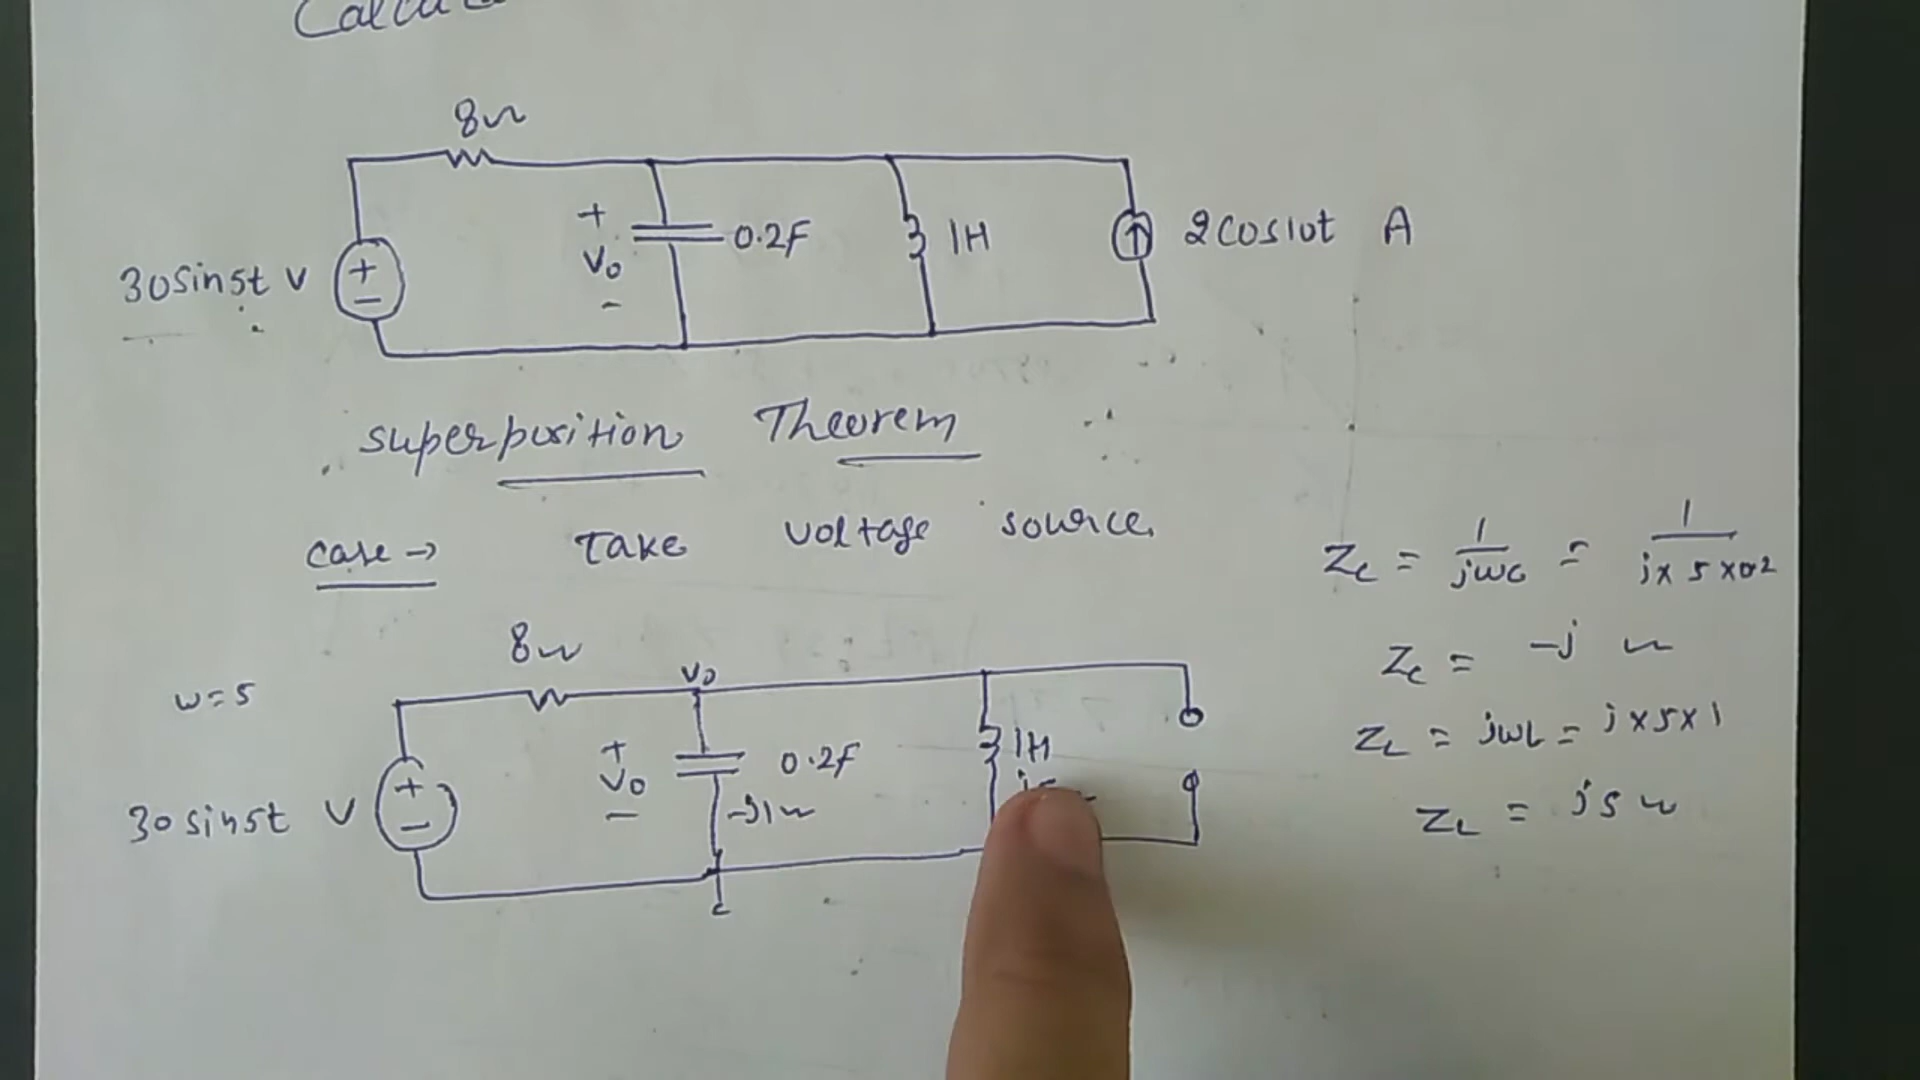 8Ω
30sin5t V
+
-
+
Vo
-
0.2F
1H
2cos10t A
superposition Theorem
case → Take voltage source.
Zc = 1/jωc = 1/j×5×0.2
Zc = -j Ω
ZL = jωL = j×5×1
ZL = j5 Ω
8Ω
Vo
ω=5
30sin5t V
+
-
+
Vo
-
0.2F
-j1Ω
1H